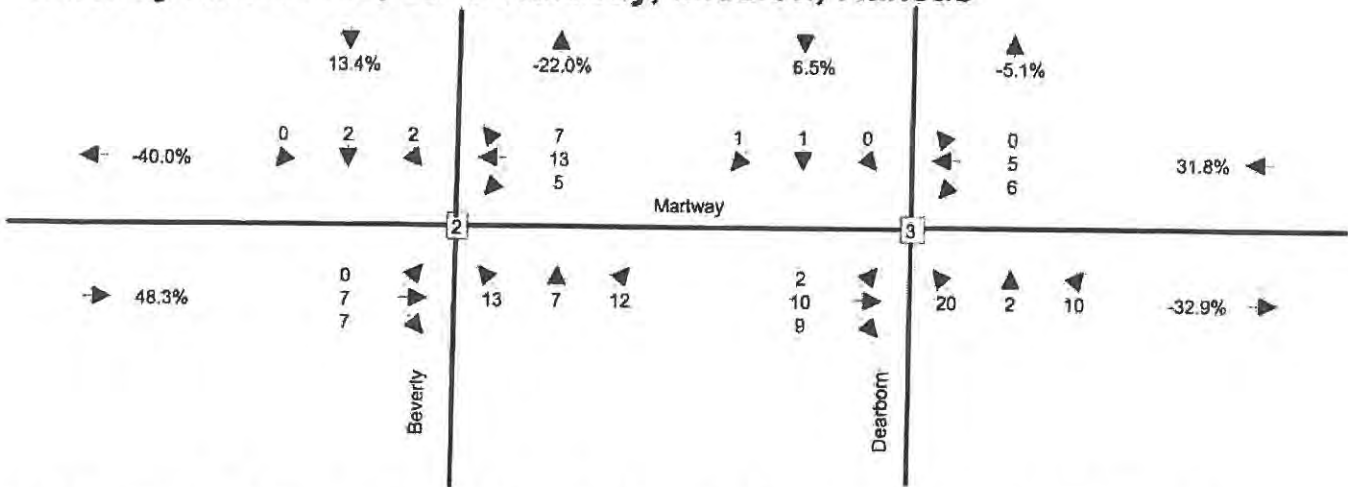 13.4% -22.0% 6.5% -5.1%
0 2 2 7 1 1 0 0
-40.0% 13 5 31.8%
5 6
Martway
2 3
0 2
48.3% 7 13 7 12 10 20 2 10 -32.9%
7 9
Beverly Dearborn